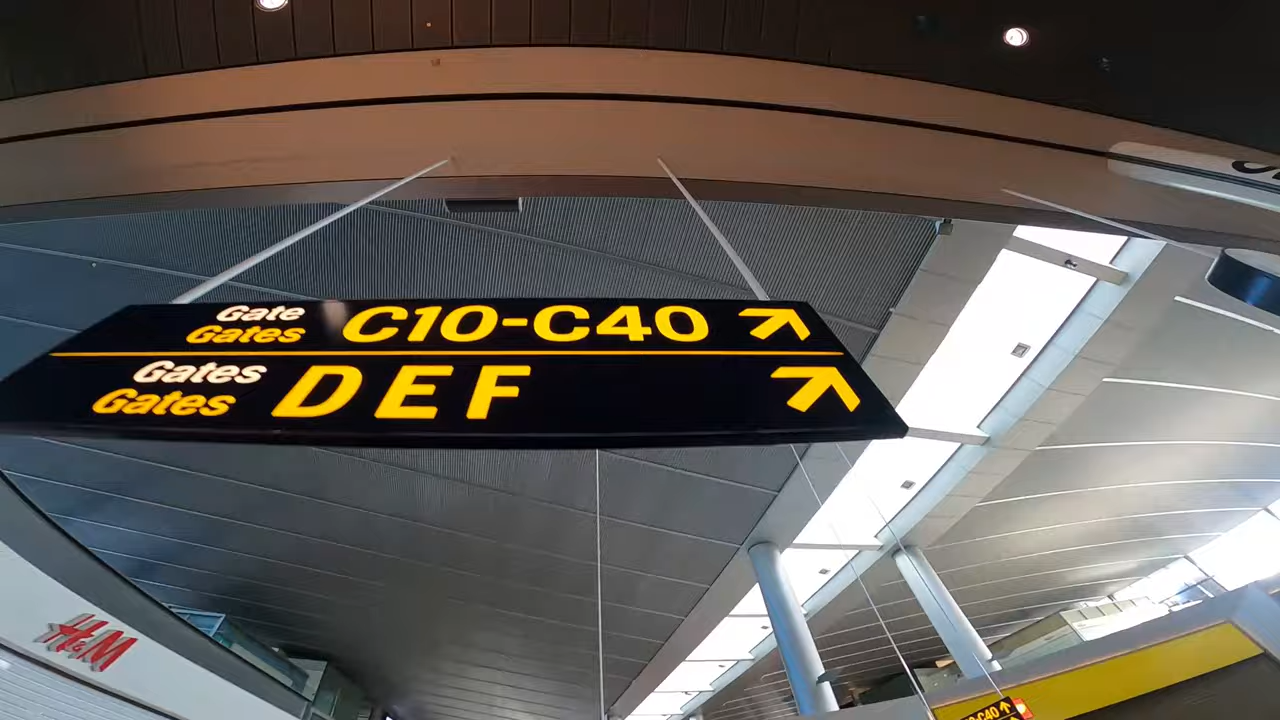 Gate
Gates C10-C40
Gates
Gates DEF
H&M
-C40